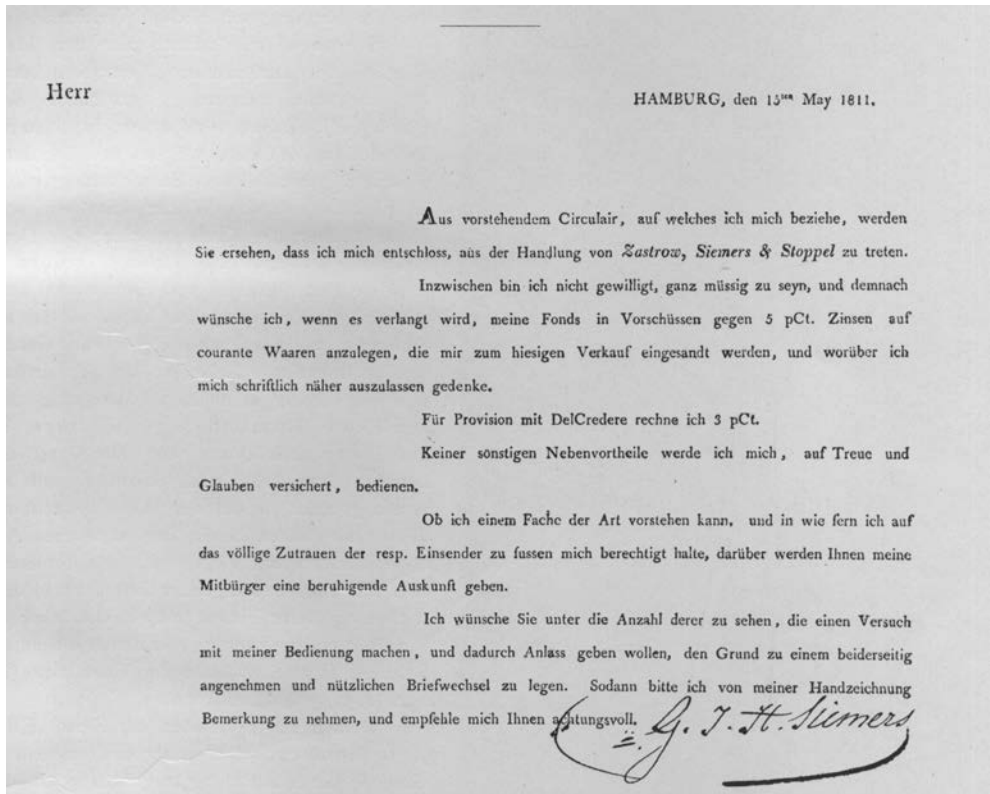 Herr
HAMBURG, den 15ten May 1811.
Aus vorstehendem Circulair, auf welches ich mich beziehe, werden
Sie ersehen, dass ich mich entschloss, aus der Handlung von Zastrow, Siemers & Stoppel zu treten.
Inzwischen bin ich nicht gewilligt, ganz müssig zu seyn, und demnach
wünsche ich, wenn es verlangt wird, meine Fonds in Vorschüssen gegen 5 pCt. Zinsen auf
courante Waaren anzulegen, die mir zum hiesigen Verkauf eingesandt werden, und worüber ich
mich schriftlich näher auszulassen gedenke.
Für Provision mit DelCredere rechne ich 3 pCt.
Keiner sonstigen Nebenvortheile werde ich mich, auf Treue und
Glauben versichert, bedienen.
Ob ich einem Fache der Art vorstehen kann, und in wie fern ich auf
das völlige Zutrauen der resp. Einsender zu fussen mich berechtigt halte, darüber werden Ihnen meine
Mitbürger eine beruhigende Auskunft geben.
Ich wünsche Sie unter die Anzahl derer zu sehen, die einen Versuch
mit meiner Bedienung machen, und dadurch Anlass geben wollen, den Grund zu einem beiderseitig
angenehmen und nützlichen Briefwechsel zu legen. Sodann bitte ich von meiner Handzeichnung
Bemerkung zu nehmen, und empfehle mich Ihnen achtungsvoll.
G. J. H. Siemers